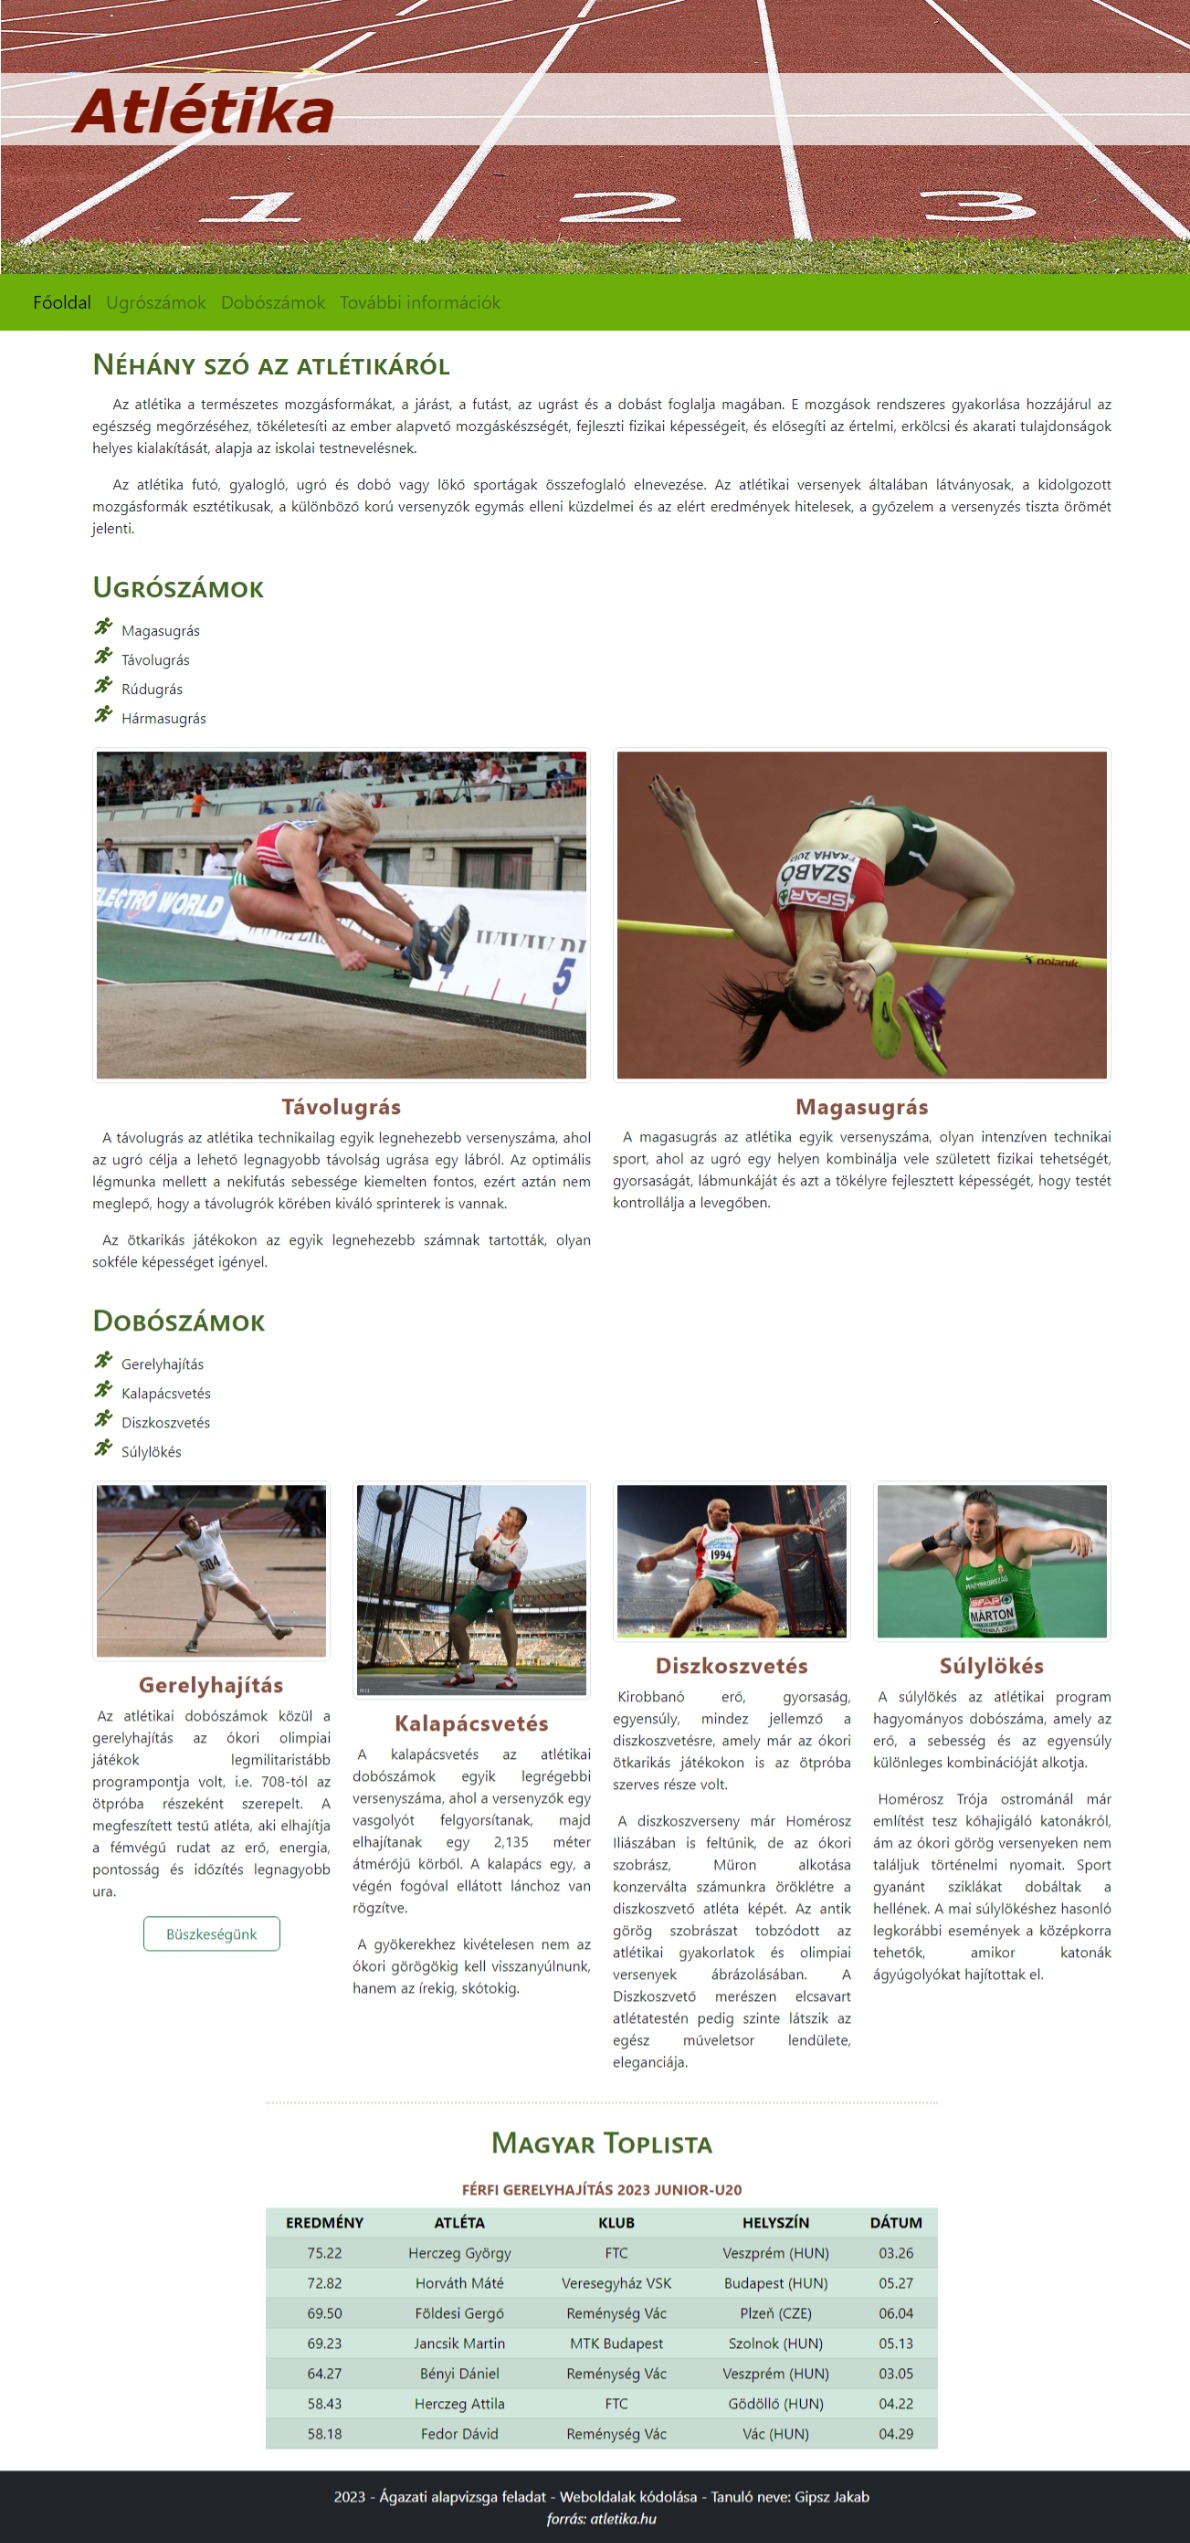 Atlétika
1 2 3
Főoldal Ugrószámok Dobószámok További információk
Néhány szó az atlétikáról
Az atlétika a természetes mozgásformákat, a járást, a futást, az ugrást és a dobást foglalja magában. E mozgások rendszeres gyakorlása hozzájárul az
egészség megőrzéséhez, tökéletesíti az ember alapvető mozgáskészségét, fejleszti fizikai képességeit, és elősegíti az értelmi, erkölcsi és akarati tulajdonságok
helyes kialakítását, alapja az iskolai testnevelésnek.
Az atlétika futó, gyalogló, ugró és dobó vagy lökő sportágak összefoglaló elnevezése. Az atlétikai versenyek általában látványosak, a kidolgozott
mozgásformák esztétikusak, a különböző korú versenyzők egymás elleni küzdelmei és az elért eredmények hitelesek, a győzelem a versenyzés tiszta örömét
jelenti.
Ugrószámok
Magasugrás
Távolugrás
Rúdugrás
Hármasugrás
ELECTRO WORLD
5
PRAHA 2015
SZABÓ
SPAR
polanik
Távolugrás
A távolugrás az atlétika technikailag egyik legnehezebb versenyszáma, ahol
az ugró célja a lehető legnagyobb távolság ugrása egy lábról. Az optimális
légmunka mellett a nekifutás sebessége kiemelten fontos, ezért aztán nem
meglepő, hogy a távolugrók körében kiváló sprinterek is vannak.
Az ötkarikás játékokon az egyik legnehezebb számnak tartották, olyan
sokféle képességet igényel.
Magasugrás
A magasugrás az atlétika egyik versenyszáma, olyan intenzíven technikai
sport, ahol az ugró egy helyen kombinálja vele született fizikai tehetségét,
gyorsaságát, lábmunkáját és azt a tökélyre fejlesztett képességét, hogy testét
kontrollálja a levegőben.
Dobószámok
Gerelyhajítás
Kalapácsvetés
Diszkoszvetés
Súlylökés
504
1994
MAGYARORSZÁG
SPAR
MÁRTON
Gerelyhajítás
Az atlétikai dobószámok közül a
gerelyhajítás az ókori olimpiai
játékok legmilitaristább
programpontja volt, i.e. 708-tól az
ötpróba részeként szerepelt. A
megfeszített testű atléta, aki elhajítja
a fémvégű rudat az erő, energia,
pontosság és időzítés legnagyobb
ura.
Büszkeségünk
Kalapácsvetés
A kalapácsvetés az atlétikai
dobószámok egyik legrégebbi
versenyszáma, ahol a versenyzők egy
vasgolyót felgyorsítanak, majd
elhajítanak egy 2,135 méter
átmérőjű körből. A kalapács egy, a
végén fogóval ellátott lánchoz van
rögzítve.
A gyökerekhez kivételesen nem az
ókori görögökig kell visszanyúlnunk,
hanem az írekig, skótokig.
Diszkoszvetés
Kirobbanó erő, gyorsaság,
egyensúly, mindez jellemző a
diszkoszvetésre, amely már az ókori
ötkarikás játékokon is az ötpróba
szerves része volt.
A diszkoszverseny már Homérosz
Iliászában is feltűnik, de az ókori
szobrász, Müron alkotása
konzerválta számunkra öröklétre a
diszkoszvető atléta képét. Az antik
görög szobrászat tobzódott az
atlétikai gyakorlatok és olimpiai
versenyek ábrázolásában. A
Diszkoszvető merészen elcsavart
atlétatestén pedig szinte látszik az
egész műveletsor lendülete,
eleganciája.
Súlylökés
A súlylökés az atlétikai program
hagyományos dobószáma, amely az
erő, a sebesség és az egyensúly
különleges kombinációját alkotja.
Homérosz Trója ostrománál már
említést tesz kőhajigáló katonákról,
ám az ókori görög versenyeken nem
találjuk történelmi nyomait. Sport
gyanánt sziklákat dobáltak a
hellének. A mai súlylökéshez hasonló
legkorábbi események a középkorra
tehetők, amikor katonák
ágyúgolyókat hajítottak el.
Magyar Toplista
FÉRFI GERELYHAJÍTÁS 2023 JUNIOR-U20
EREDMÉNY ATLÉTA KLUB HELYSZÍN DÁTUM
75.22 Herczeg György FTC Veszprém (HUN) 03.26
72.82 Horváth Máté Veresegyház VSK Budapest (HUN) 05.27
69.50 Földesi Gergő Reménység Vác Plzeň (CZE) 06.04
69.23 Jancsik Martin MTK Budapest Szolnok (HUN) 05.13
64.27 Bényi Dániel Reménység Vác Veszprém (HUN) 03.05
58.43 Herczeg Attila FTC Gödöllő (HUN) 04.22
58.18 Fedor Dávid Reménység Vác Vác (HUN) 04.29
2023 - Ágazati alapvizsga feladat - Weboldalak kódolása - Tanuló neve: Gipsz Jakab
forrás: atletika.hu